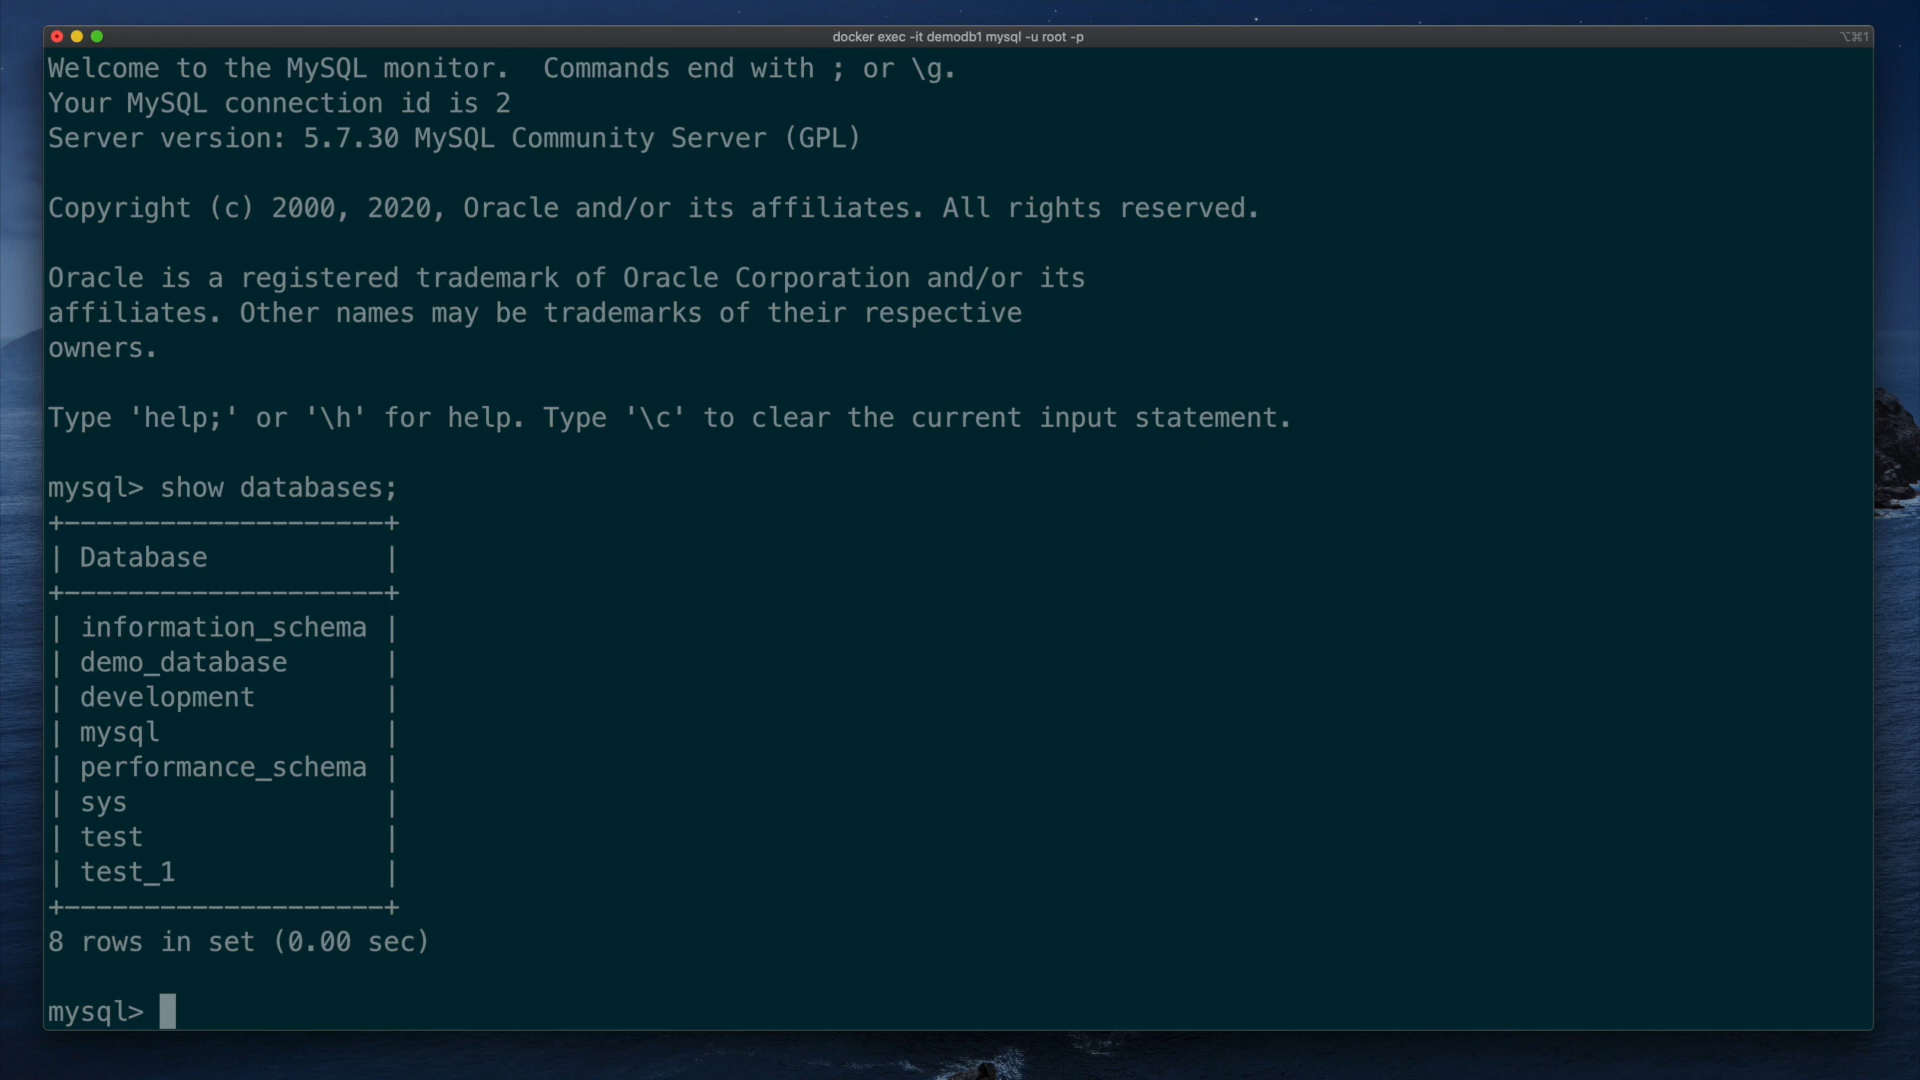 docker exec -it demodb1 mysql -u root -p
⌥⌘1
Welcome to the MySQL monitor.  Commands end with ; or \g.
Your MySQL connection id is 2
Server version: 5.7.30 MySQL Community Server (GPL)
Copyright (c) 2000, 2020, Oracle and/or its affiliates. All rights reserved.
Oracle is a registered trademark of Oracle Corporation and/or its
affiliates. Other names may be trademarks of their respective
owners.
Type 'help;' or '\h' for help. Type '\c' to clear the current input statement.
mysql> show databases;
+--------------------+
| Database           |
+--------------------+
| information_schema |
| demo_database      |
| development        |
| mysql              |
| performance_schema |
| sys                |
| test               |
| test_1             |
+--------------------+
8 rows in set (0.00 sec)
mysql>